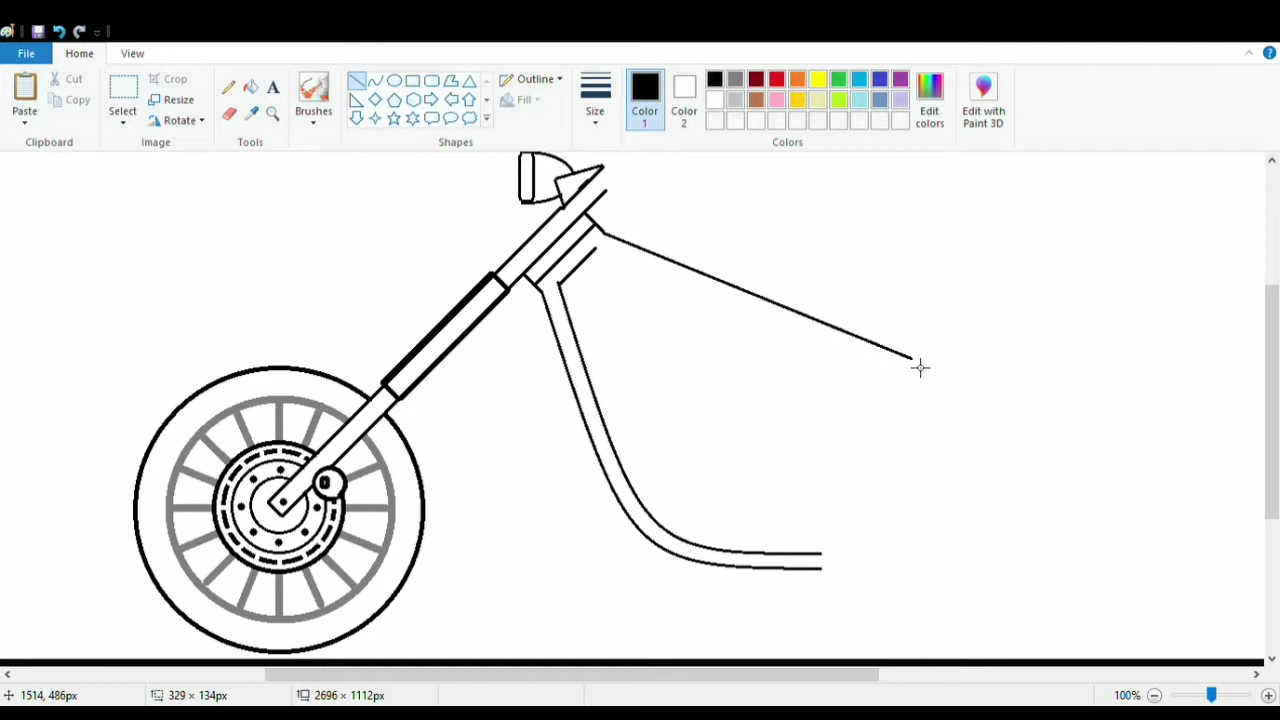 File Home View
Paste Cut Copy Select Crop Resize Rotate A Brushes Outline Fill Size Color 1 Color 2 Edit colors Edit with Paint 3D
Clipboard Image Tools Shapes Colors
1514, 486px 329 × 134px 2696 × 1112px 100%